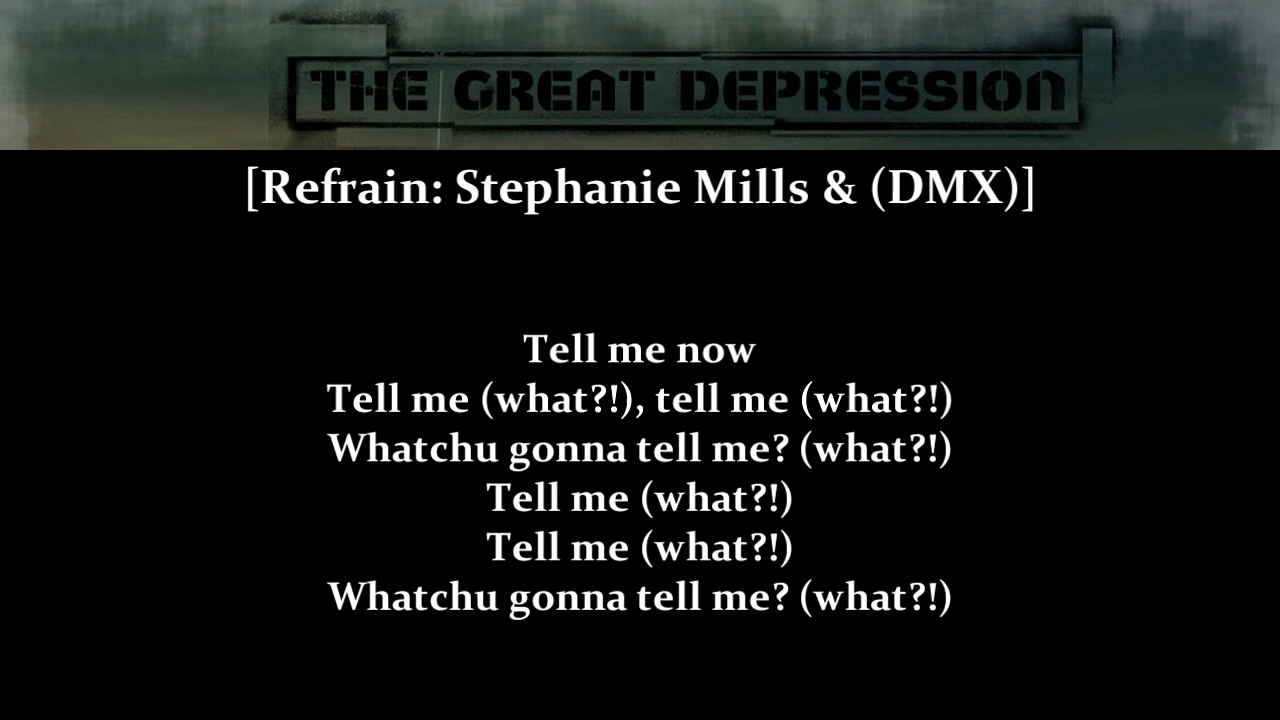 THE GREAT DEPRESSION
[Refrain: Stephanie Mills & (DMX)]
Tell me now
Tell me (what?!), tell me (what?!)
Whatchu gonna tell me? (what?!)
Tell me (what?!)
Tell me (what?!)
Whatchu gonna tell me? (what?!)